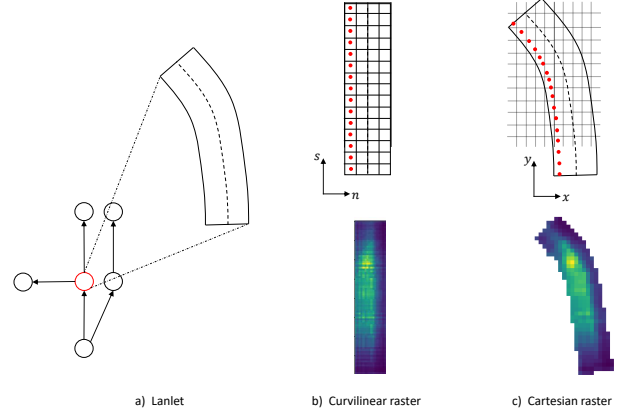 s
n
y
x
a) Lanlet
b) Curvilinear raster
c) Cartesian raster